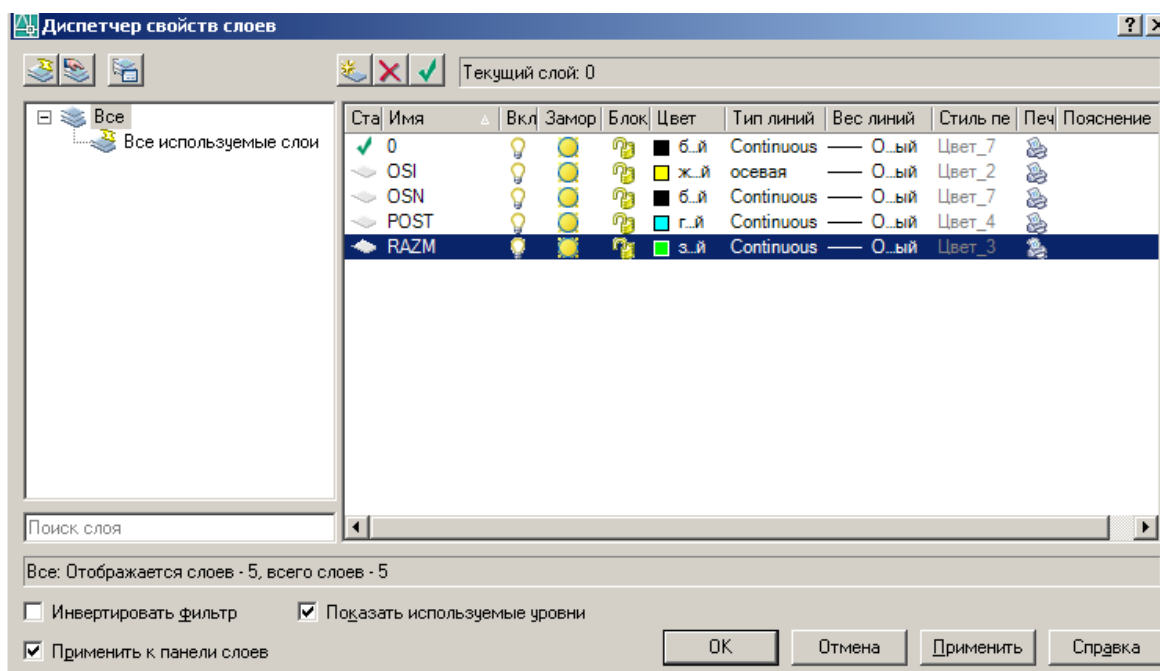 Диспетчер свойств слоев
Текущий слой: 0
Все
Все используемые слои
Ста Имя Вкл Замор Блок Цвет Тип линий Вес линий Стиль пе Печ Пояснение
0 б...й Continuous О...ый Цвет_7
OSI ж...й осевая О...ый Цвет_2
OSN б...й Continuous О...ый Цвет_7
POST г...й Continuous О...ый Цвет_4
RAZM з...й Continuous О...ый Цвет_3
Поиск слоя
Все: Отображается слоев - 5, всего слоев - 5
Инвертировать фильтр Показать используемые уровни
Применить к панели слоев
OK Отмена Применить Справка